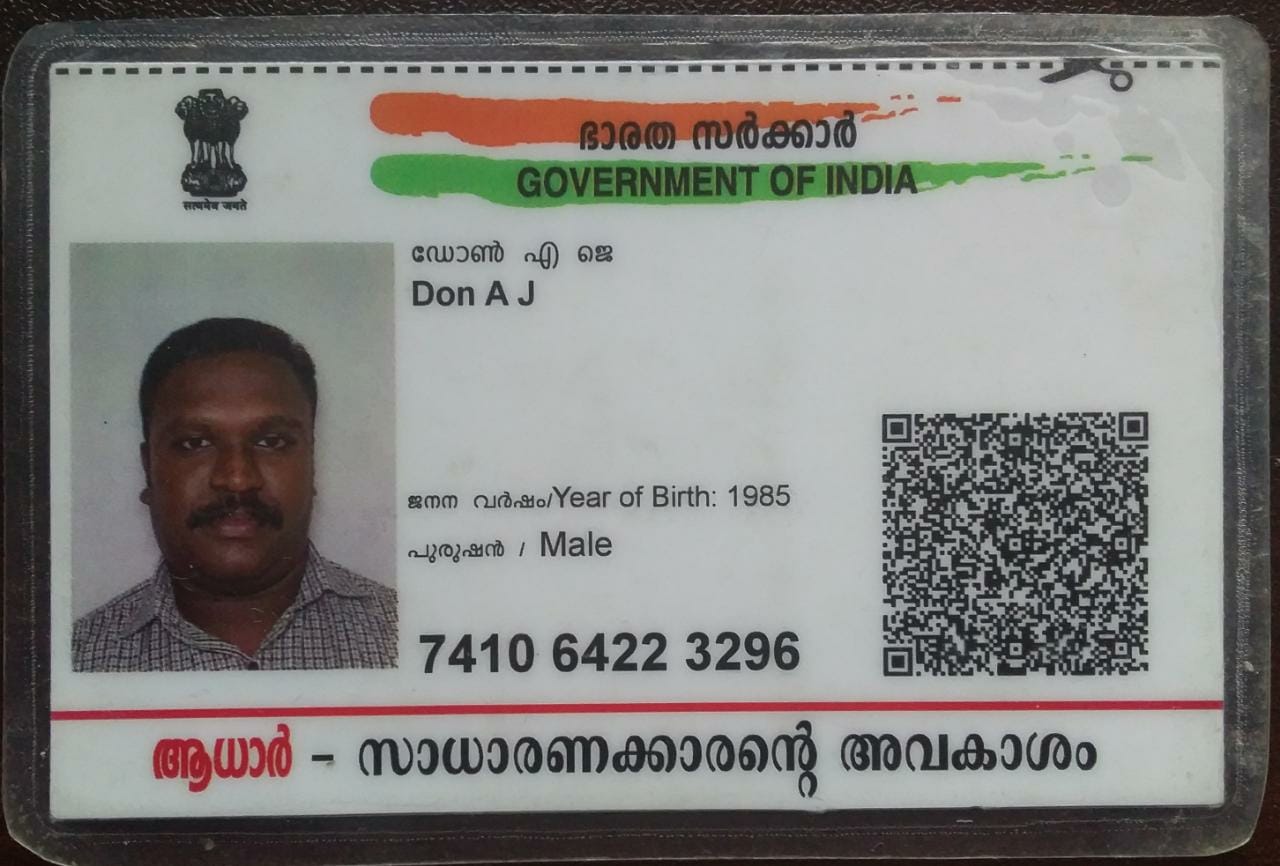 ഭാരത സർക്കാർ
GOVERNMENT OF INDIA
सत्यमेव जयते
ഡോൺ എ ജെ
Don A J
ജനന വർഷം/Year of Birth: 1985
പുരുഷൻ / Male
7410 6422 3296
ആധാർ - സാധാരണക്കാരന്റെ അവകാശം